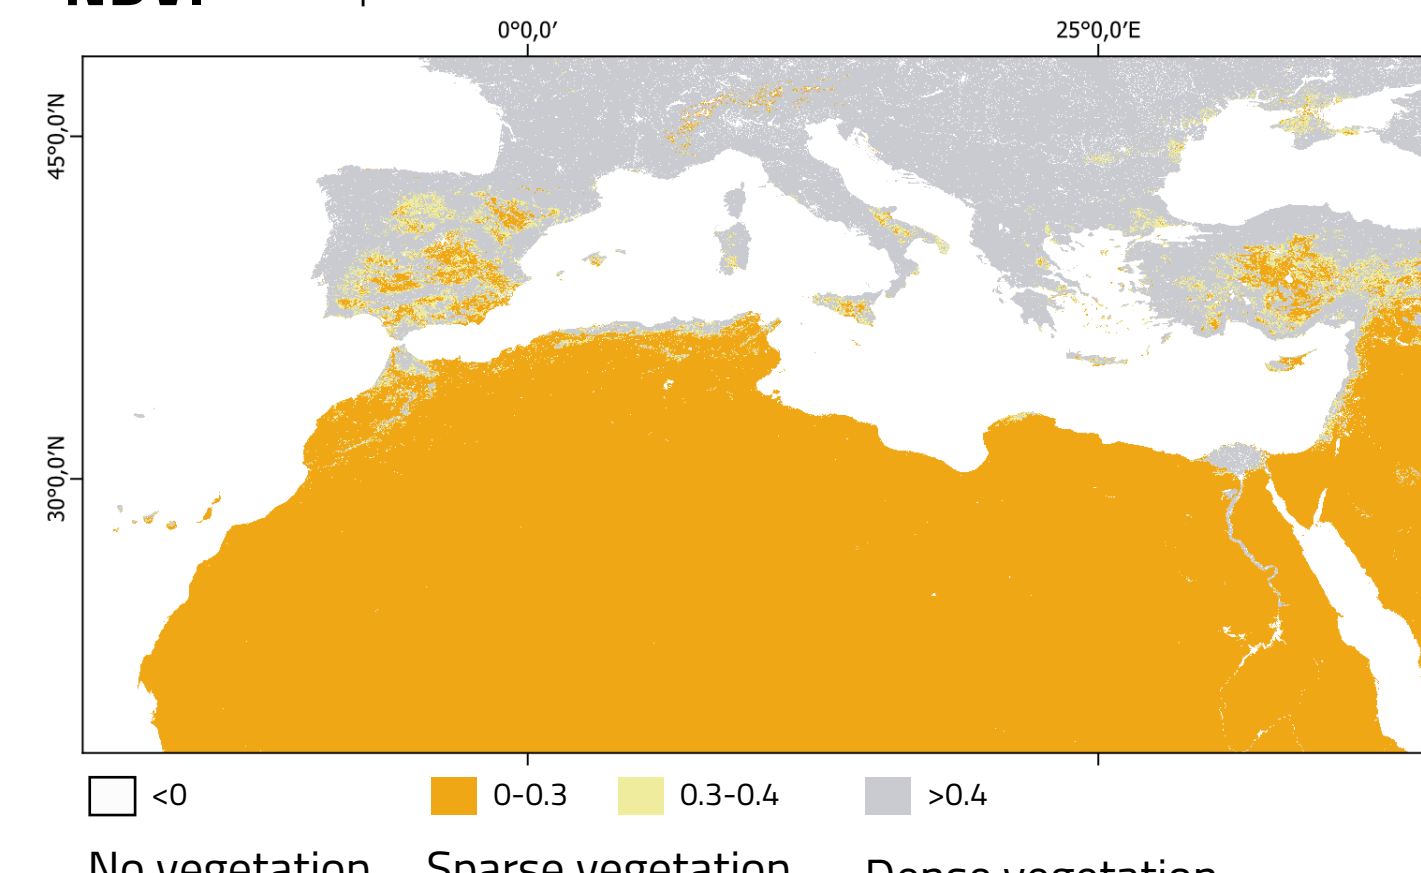 NDVI
0°0,0′
25°0,0′E
45°0,0′N
30°0,0′N
<0
0-0.3
0.3-0.4
>0.4
No vegetation
Sparse vegetation
Dense vegetation